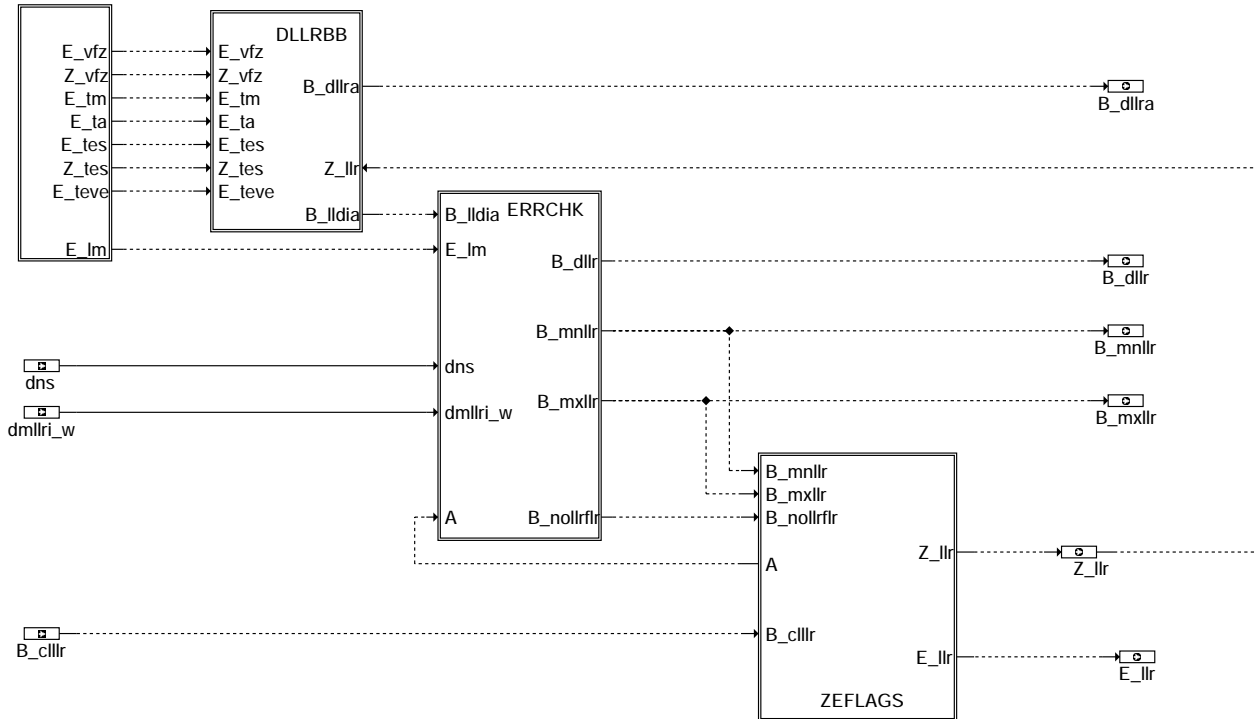 E_vfz
Z_vfz
E_tm
E_ta
E_tes
Z_tes
E_teve
E_lm
DLLRBB
E_vfz
Z_vfz
E_tm
E_ta
E_tes
Z_tes
E_teve
B_dllra
Z_llr
B_lldia
B_dllra
ERRCHK
B_lldia
E_lm
dns
dmllri_w
A
B_dllr
B_mnllr
B_mxllr
B_nollrflr
B_dllr
B_mnllr
B_mxllr
dns
dmllri_w
B_mnllr
B_mxllr
B_nollrflr
A
B_clllr
Z_llr
E_llr
ZEFLAGS
Z_llr
E_llr
B_clllr